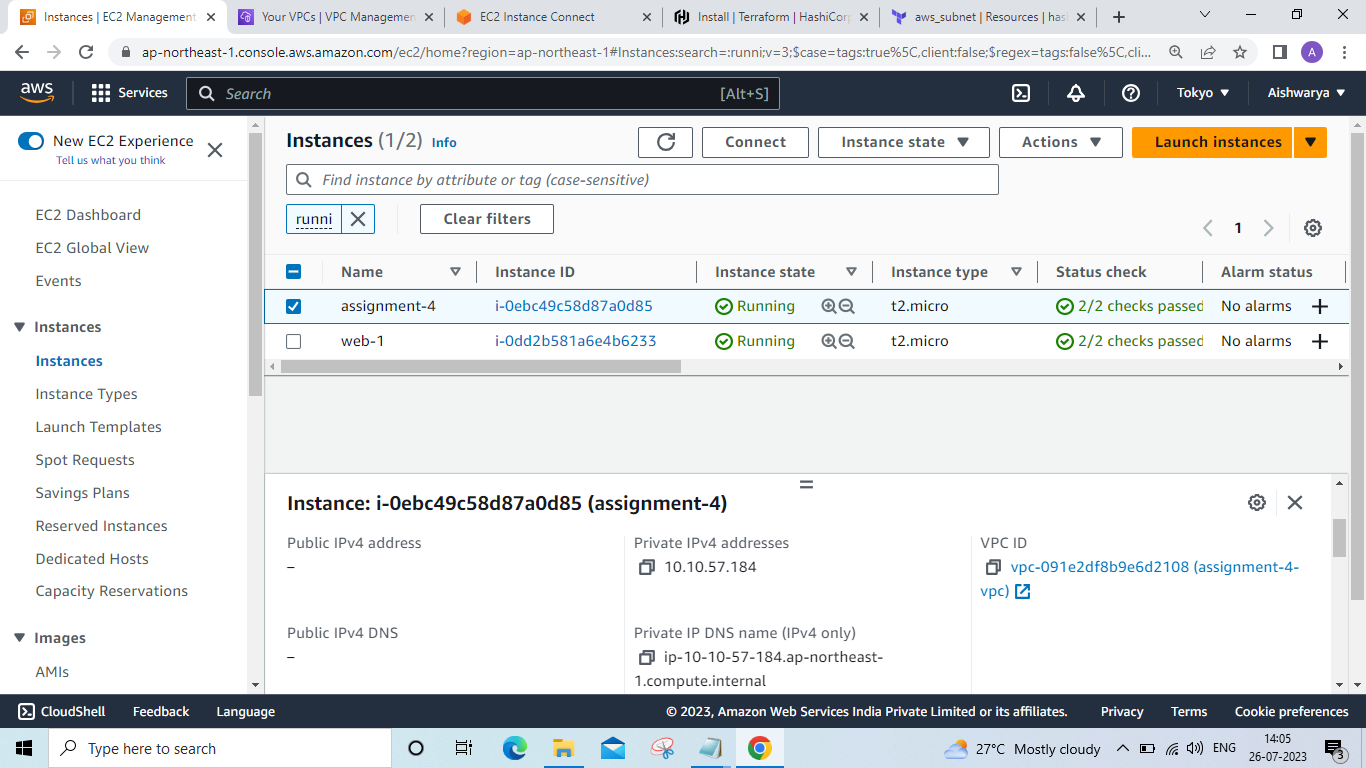 Instances | EC2 Management
Your VPCs | VPC Managemen
EC2 Instance Connect
Install | Terraform | HashiCorp
aws_subnet | Resources | hash
ap-northeast-1.console.aws.amazon.com/ec2/home?region=ap-northeast-1#Instances:search=:runni;v=3;$case=tags:true%5C,client:false;$regex=tags:false%5C,cli...
A
aws
Services
Search
[Alt+S]
Tokyo
Aishwarya
New EC2 Experience
Tell us what you think
EC2 Dashboard
EC2 Global View
Events
Instances
Instances
Instance Types
Launch Templates
Spot Requests
Savings Plans
Reserved Instances
Dedicated Hosts
Capacity Reservations
Images
AMIs
Instances (1/2) Info
Connect
Instance state
Actions
Launch instances
Find instance by attribute or tag (case-sensitive)
runni
Clear filters
1
Name Instance ID Instance state Instance type Status check Alarm status
assignment-4 i-0ebc49c58d87a0d85 Running t2.micro 2/2 checks passed No alarms
web-1 i-0dd2b581a6e4b6233 Running t2.micro 2/2 checks passed No alarms
Instance: i-0ebc49c58d87a0d85 (assignment-4)
Public IPv4 address
–
Private IPv4 addresses
10.10.57.184
VPC ID
vpc-091e2df8b9e6d2108 (assignment-4-
vpc)
Public IPv4 DNS
–
Private IP DNS name (IPv4 only)
ip-10-10-57-184.ap-northeast-
1.compute.internal
CloudShell
Feedback
Language
© 2023, Amazon Web Services India Private Limited or its affiliates.
Privacy
Terms
Cookie preferences
Type here to search
27°C Mostly cloudy
ENG
14:05
26-07-2023
3